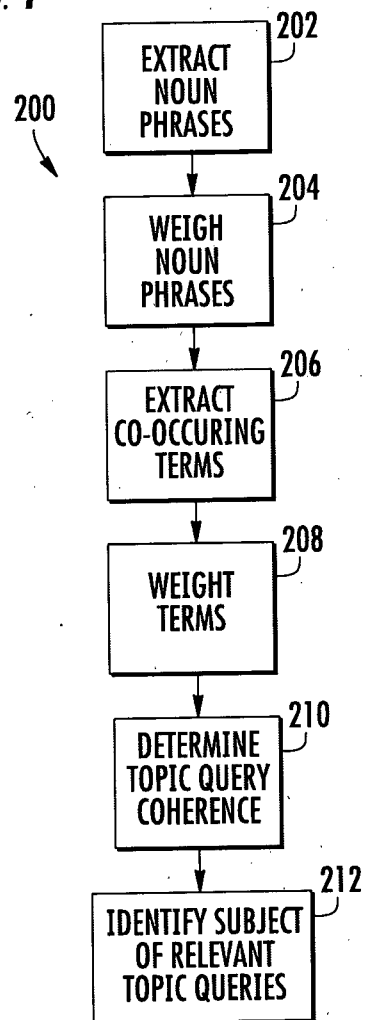 202
EXTRACT
NOUN
PHRASES
200
204
WEIGH
NOUN
PHRASES
206
EXTRACT
CO-OCCURING
TERMS
208
WEIGHT
TERMS
210
DETERMINE
TOPIC QUERY
COHERENCE
212
IDENTIFY SUBJECT
OF RELEVANT
TOPIC QUERIES